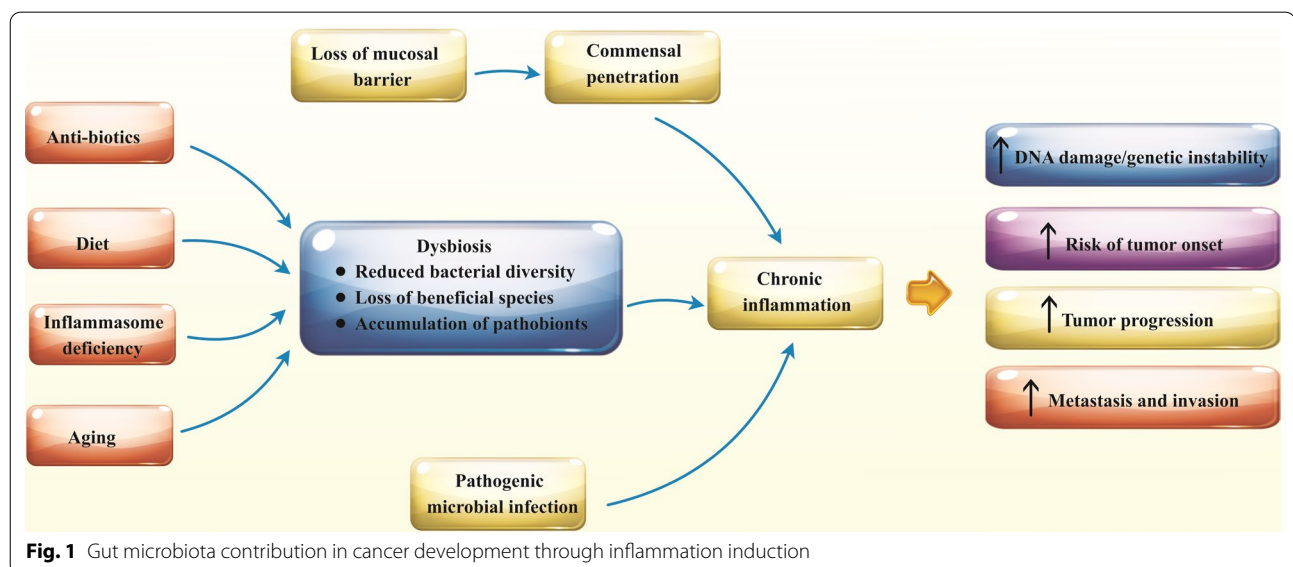 Loss of mucosal
barrier
Commensal
penetration
Anti-biotics
Diet
Inflammasome
deficiency
Aging
Dysbiosis
● Reduced bacterial diversity
● Loss of beneficial species
● Accumulation of pathobionts
Pathogenic
microbial infection
Chronic
inflammation
↑ DNA damage/genetic instability
↑ Risk of tumor onset
↑ Tumor progression
↑ Metastasis and invasion
Fig. 1 Gut microbiota contribution in cancer development through inflammation induction